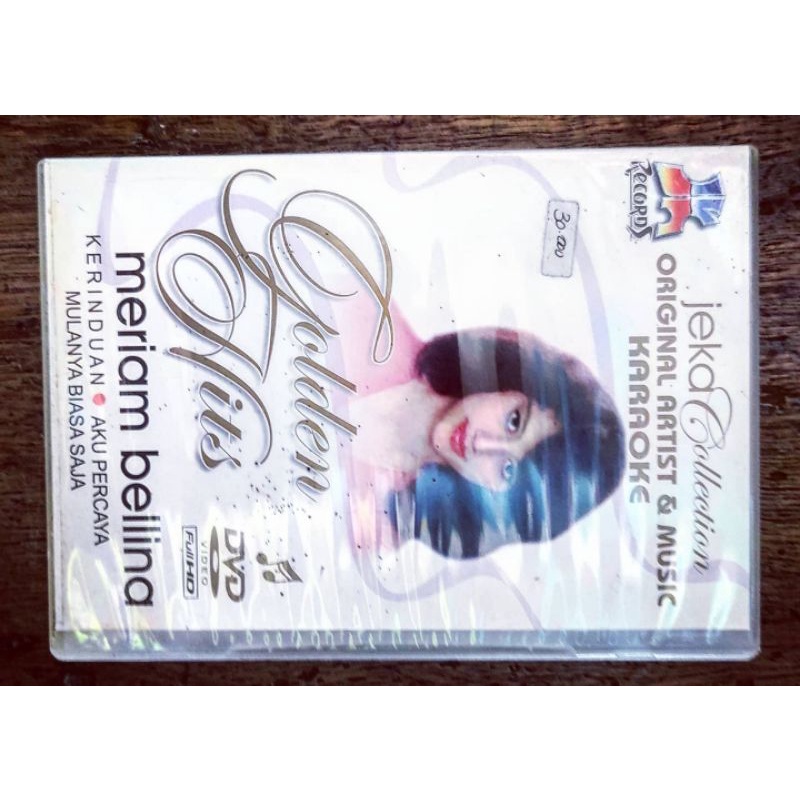 RECORD
jeka Collection
ORIGINAL ARTIST & MUSIC
KARAOKE
30.000
Golden
Hits
DVD
VIDEO
Full HD
meriam bellina
KERINDUAN • AKU PERCAYA
MULANYA BIASA SAJA